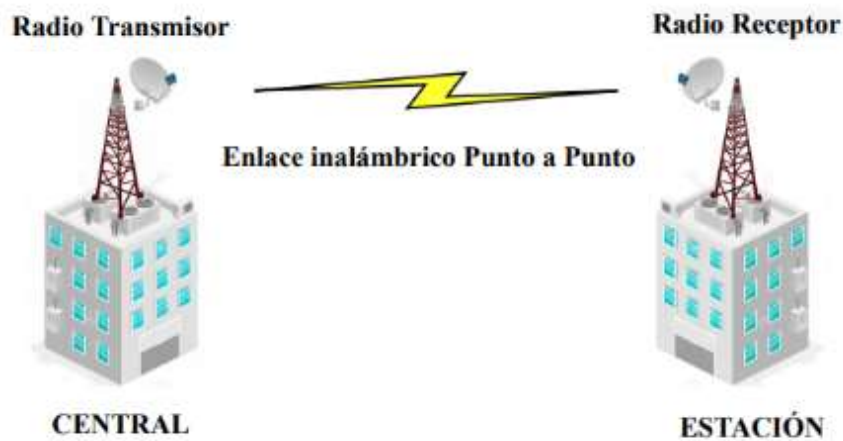 Radio Transmisor
Radio Receptor
Enlace inalámbrico Punto a Punto
CENTRAL
ESTACIÓN